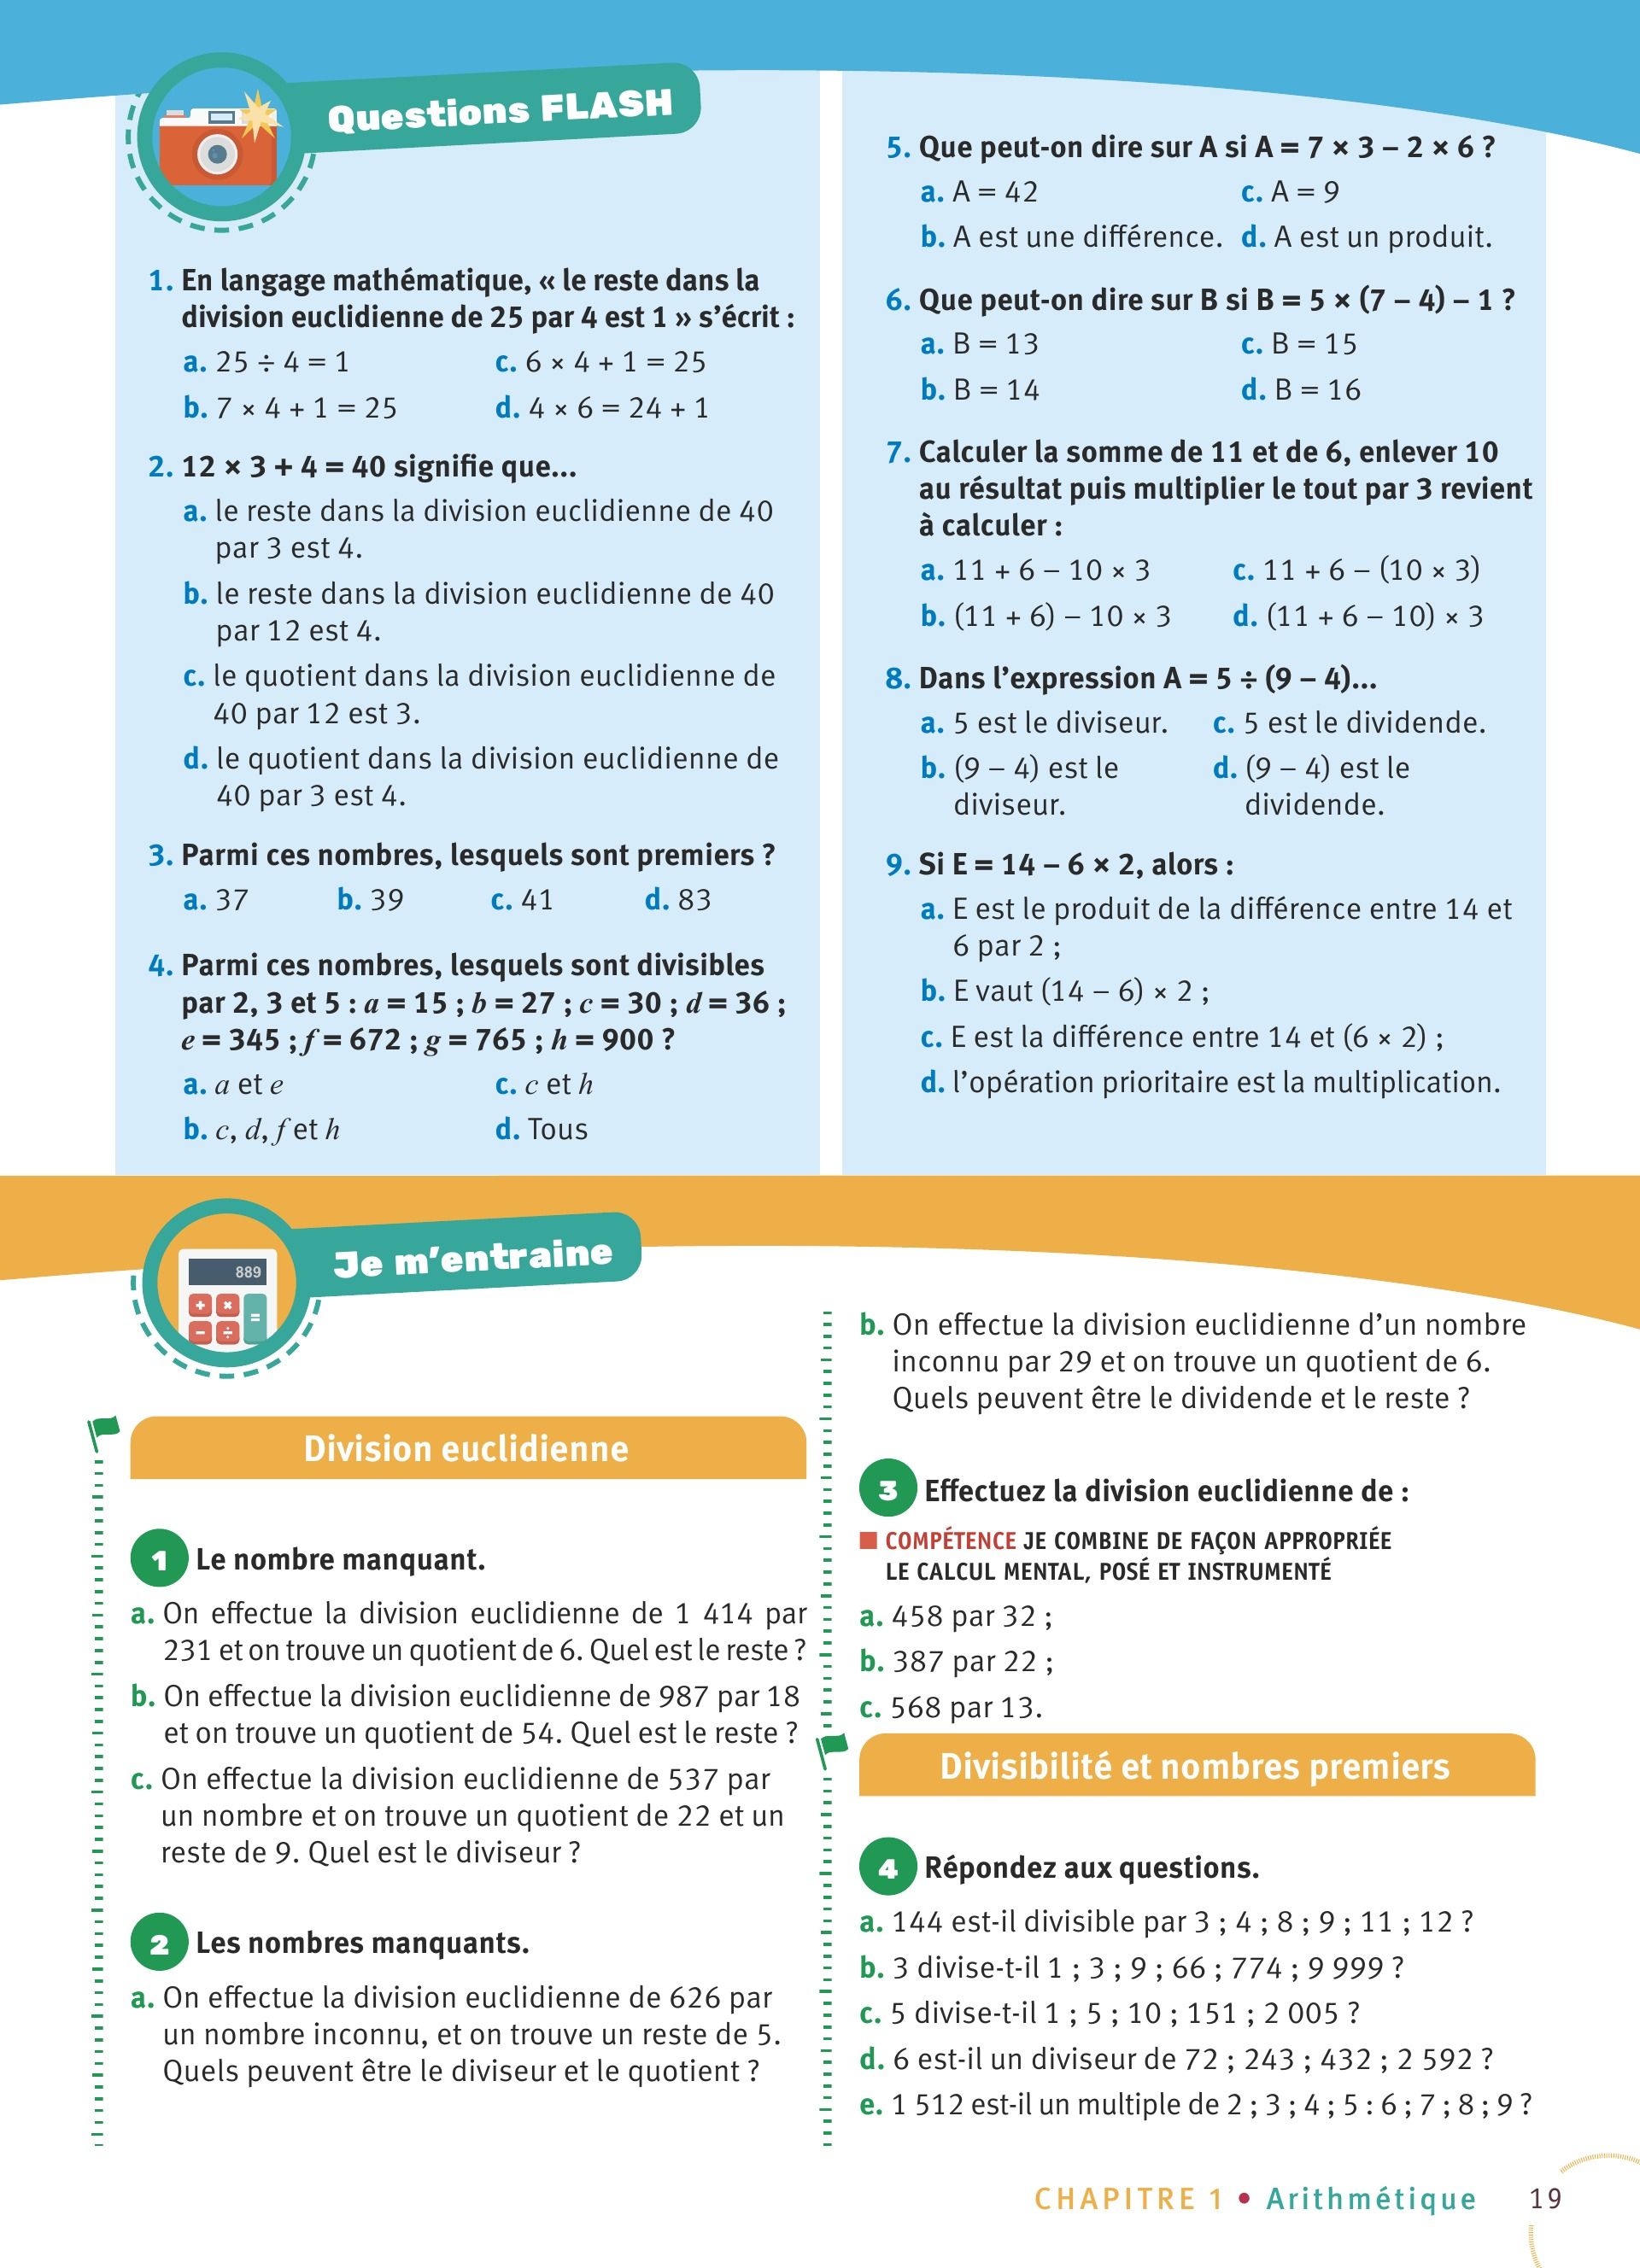 Questions FLASH
1. En langage mathématique, « le reste dans la
division euclidienne de 25 par 4 est 1 » s'écrit :
a. 25 ÷ 4 = 1
c. 6 × 4 + 1 = 25
b. 7 × 4 + 1 = 25
d. 4 × 6 = 24 + 1
2. 12 × 3 + 4 = 40 signifie que...
a. le reste dans la division euclidienne de 40
par 3 est 4.
b. le reste dans la division euclidienne de 40
par 12 est 4.
c. le quotient dans la division euclidienne de
40 par 12 est 3.
d. le quotient dans la division euclidienne de
40 par 3 est 4.
3. Parmi ces nombres, lesquels sont premiers ?
a. 37 b. 39 c. 41 d. 83
4. Parmi ces nombres, lesquels sont divisibles
par 2, 3 et 5 : a = 15 ; b = 27 ; c = 30 ; d = 36 ;
e = 345 ; f = 672 ; g = 765 ; h = 900 ?
a. a et e
c. c et h
b. c, d, f et h
d. Tous
5. Que peut-on dire sur A si A = 7 × 3 – 2 × 6 ?
a. A = 42
c. A = 9
b. A est une différence.
d. A est un produit.
6. Que peut-on dire sur B si B = 5 × (7 – 4) – 1 ?
a. B = 13
c. B = 15
b. B = 14
d. B = 16
7. Calculer la somme de 11 et de 6, enlever 10
au résultat puis multiplier le tout par 3 revient
à calculer :
a. 11 + 6 – 10 × 3
c. 11 + 6 – (10 × 3)
b. (11 + 6) – 10 × 3
d. (11 + 6 – 10) × 3
8. Dans l'expression A = 5 ÷ (9 – 4)...
a. 5 est le diviseur.
c. 5 est le dividende.
b. (9 – 4) est le
diviseur.
d. (9 – 4) est le
dividende.
9. Si E = 14 – 6 × 2, alors :
a. E est le produit de la différence entre 14 et
6 par 2 ;
b. E vaut (14 – 6) × 2 ;
c. E est la différence entre 14 et (6 × 2) ;
d. l'opération prioritaire est la multiplication.
889
+ ×
=
– ÷
Je m'entraine
Division euclidienne
1 Le nombre manquant.
a. On effectue la division euclidienne de 1 414 par
231 et on trouve un quotient de 6. Quel est le reste ?
b. On effectue la division euclidienne de 987 par 18
et on trouve un quotient de 54. Quel est le reste ?
c. On effectue la division euclidienne de 537 par
un nombre et on trouve un quotient de 22 et un
reste de 9. Quel est le diviseur ?
2 Les nombres manquants.
a. On effectue la division euclidienne de 626 par
un nombre inconnu, et on trouve un reste de 5.
Quels peuvent être le diviseur et le quotient ?
b. On effectue la division euclidienne d'un nombre
inconnu par 29 et on trouve un quotient de 6.
Quels peuvent être le dividende et le reste ?
3 Effectuez la division euclidienne de :
COMPÉTENCE JE COMBINE DE FAÇON APPROPRIÉE
LE CALCUL MENTAL, POSÉ ET INSTRUMENTÉ
a. 458 par 32 ;
b. 387 par 22 ;
c. 568 par 13.
Divisibilité et nombres premiers
4 Répondez aux questions.
a. 144 est-il divisible par 3 ; 4 ; 8 ; 9 ; 11 ; 12 ?
b. 3 divise-t-il 1 ; 3 ; 9 ; 66 ; 774 ; 9 999 ?
c. 5 divise-t-il 1 ; 5 ; 10 ; 151 ; 2 005 ?
d. 6 est-il un diviseur de 72 ; 243 ; 432 ; 2 592 ?
e. 1 512 est-il un multiple de 2 ; 3 ; 4 ; 5 : 6 ; 7 ; 8 ; 9 ?
CHAPITRE 1 • Arithmétique 19